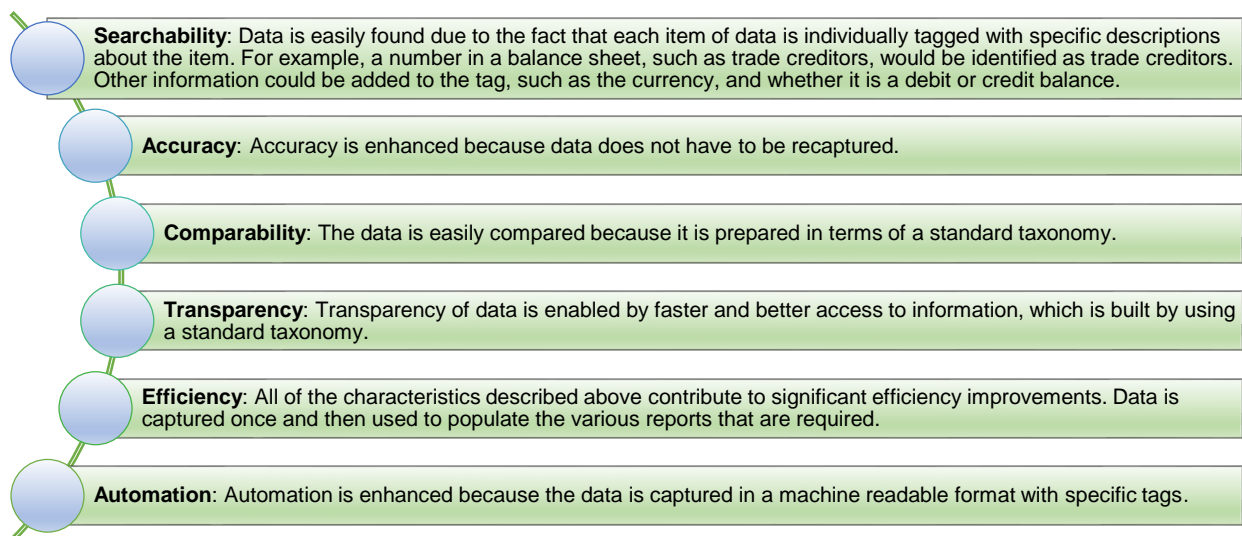 Searchability: Data is easily found due to the fact that each item of data is individually tagged with specific descriptions
about the item. For example, a number in a balance sheet, such as trade creditors, would be identified as trade creditors.
Other information could be added to the tag, such as the currency, and whether it is a debit or credit balance.
Accuracy: Accuracy is enhanced because data does not have to be recaptured.
Comparability: The data is easily compared because it is prepared in terms of a standard taxonomy.
Transparency: Transparency of data is enabled by faster and better access to information, which is built by using
a standard taxonomy.
Efficiency: All of the characteristics described above contribute to significant efficiency improvements. Data is
captured once and then used to populate the various reports that are required.
Automation: Automation is enhanced because the data is captured in a machine readable format with specific tags.